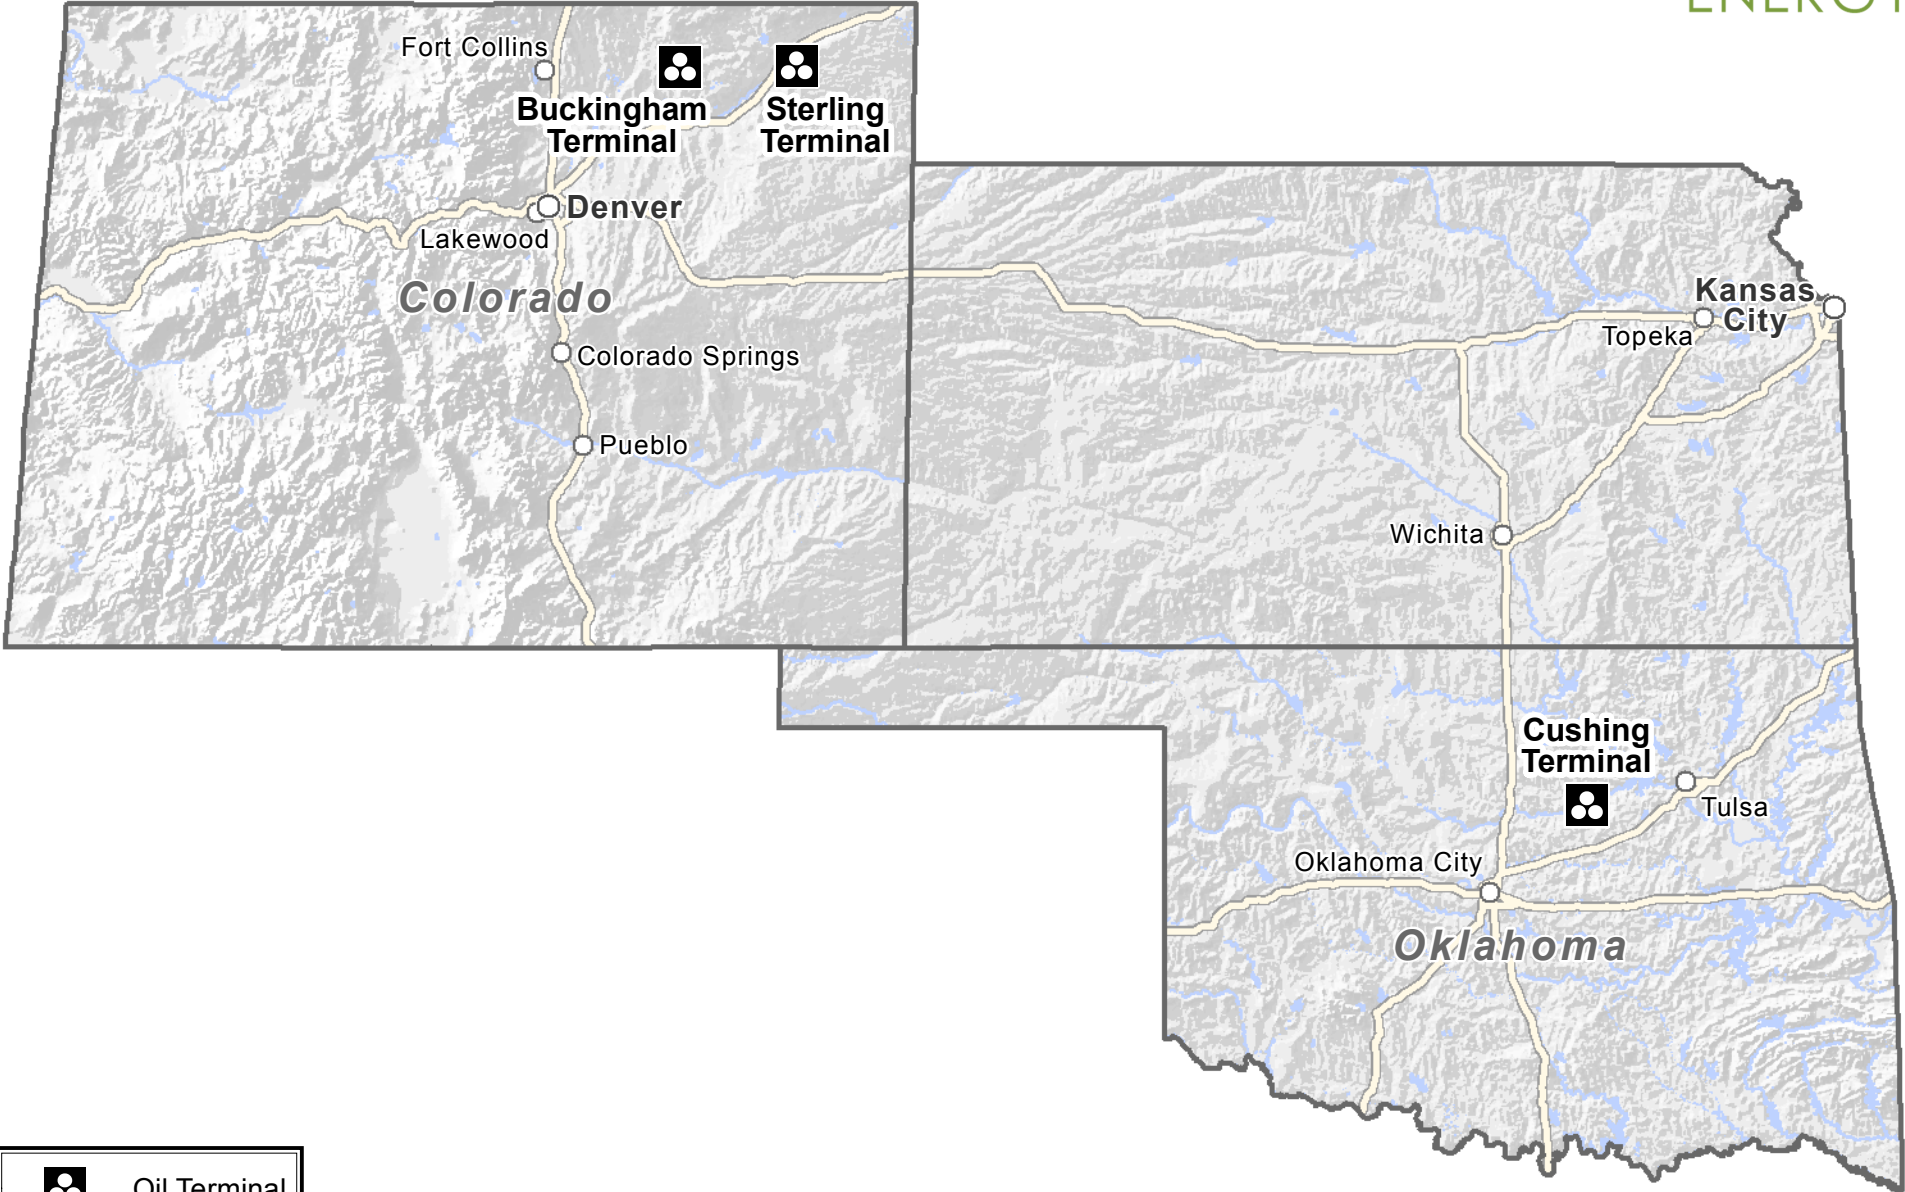 ENERGY
Fort Collins
Buckingham
Terminal
Sterling
Terminal
Denver
Lakewood
Colorado
Colorado Springs
Pueblo
Kansas
City
Topeka
Wichita
Cushing
Terminal
Tulsa
Oklahoma City
Oklahoma
Oil Terminal